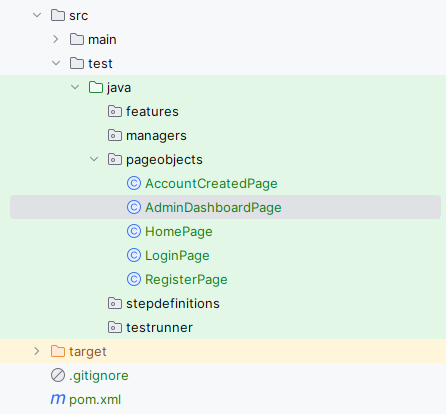 src
main
test
java
features
managers
pageobjects
AccountCreatedPage
AdminDashboardPage
HomePage
LoginPage
RegisterPage
stepdefinitions
testrunner
target
.gitignore
pom.xml